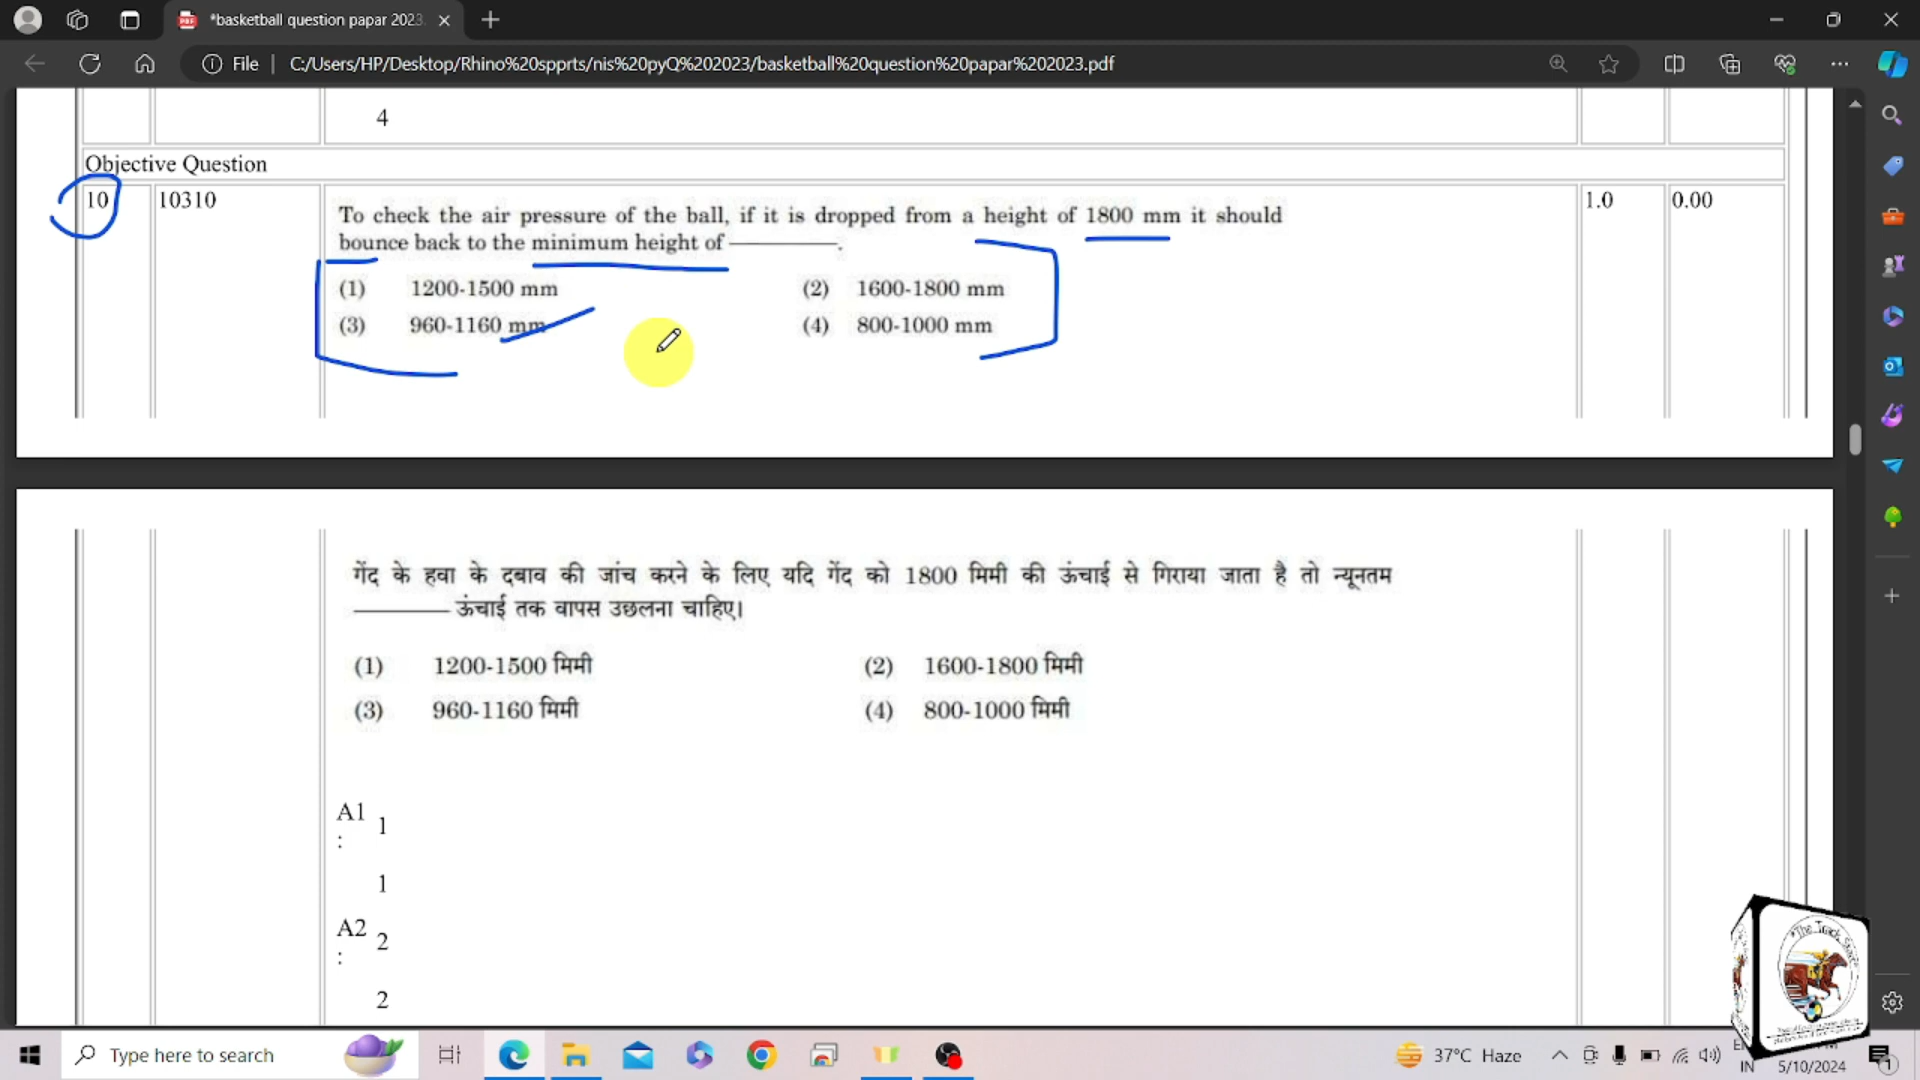 *basketball question papar 2023
File
C:/Users/HP/Desktop/Rhino%20spprts/nis%20pyQ%202023/basketball%20question%20papar%202023.pdf
4
Objective Question
10
10310
To check the air pressure of the ball, if it is dropped from a height of 1800 mm it should
bounce back to the minimum height of ————.
1.0
0.00
(1) 1200-1500 mm
(2) 1600-1800 mm
(3) 960-1160 mm
(4) 800-1000 mm
गेंद के हवा के दबाव की जांच करने के लिए यदि गेंद को 1800 मिमी की ऊंचाई से गिराया जाता है तो न्यूनतम
———— ऊंचाई तक वापस उछलना चाहिए।
(1) 1200-1500 मिमी
(2) 1600-1800 मिमी
(3) 960-1160 मिमी
(4) 800-1000 मिमी
A1
:
1
1
A2
:
2
2
Type here to search
37°C Haze
IN
5/10/2024
1